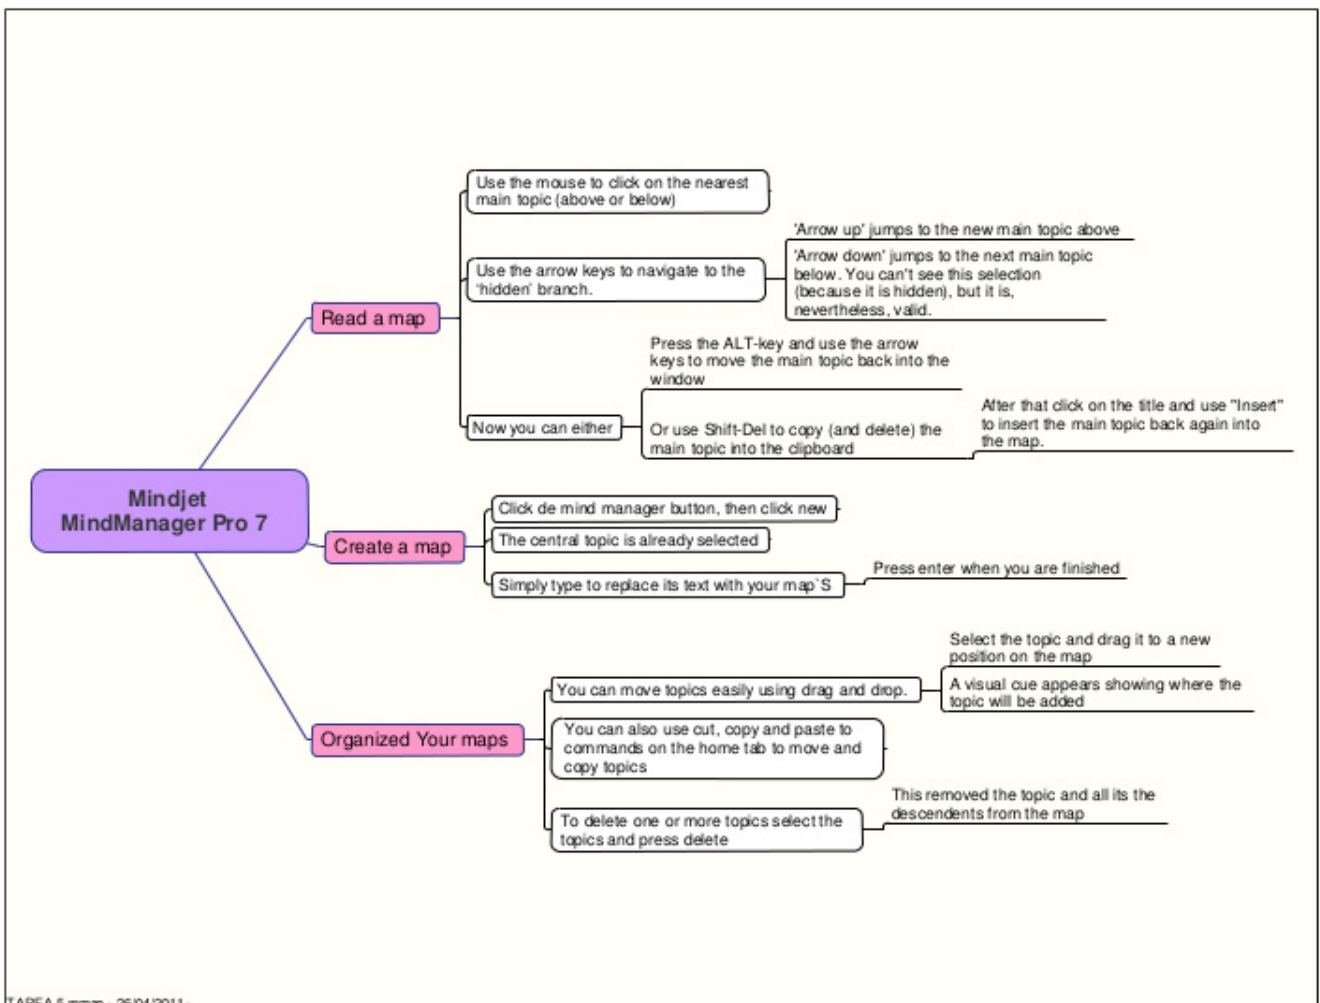 Use the mouse to click on the nearest
main topic (above or below)
'Arrow up' jumps to the new main topic above
Use the arrow keys to navigate to the
'hidden' branch.
'Arrow down' jumps to the next main topic
below. You can't see this selection
(because it is hidden), but it is,
nevertheless, valid.
Read a map
Press the ALT-key and use the arrow
keys to move the main topic back into the
window
Now you can either
Or use Shift-Del to copy (and delete) the
main topic into the clipboard
After that click on the title and use "Insert"
to insert the main topic back again into
the map.
Mindjet
MindManager Pro 7
Click de mind manager button, then click new
Create a map
The central topic is already selected
Simply type to replace its text with your map`S
Press enter when you are finished
Select the topic and drag it to a new
position on the map
You can move topics easily using drag and drop.
A visual cue appears showing where the
topic will be added
Organized Your maps
You can also use cut, copy and paste to
commands on the home tab to move and
copy topics
To delete one or more topics select the
topics and press delete
This removed the topic and all its the
descendents from the map
TAREA 5.mmp - 26/04/2011 -